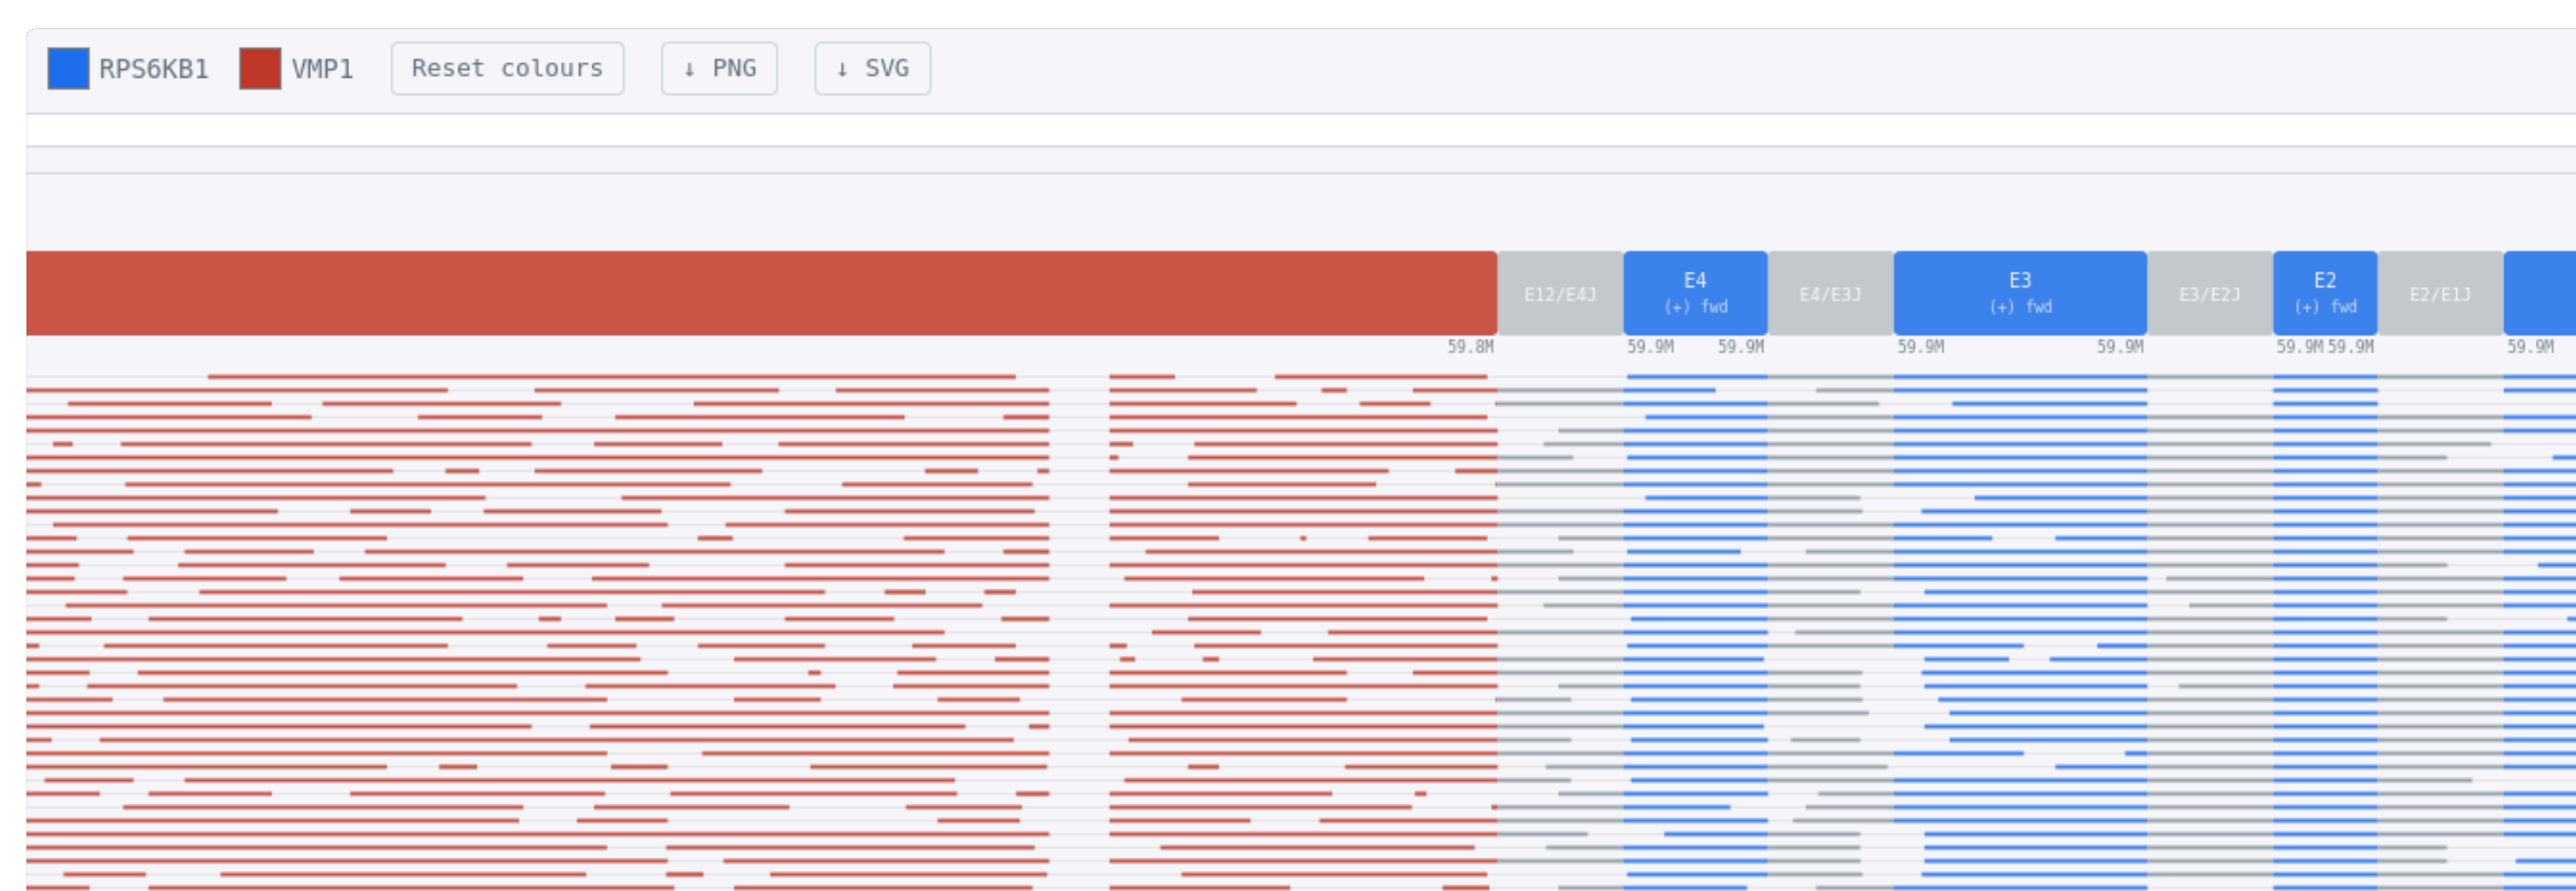 RPS6KB1 VMP1 Reset colours ↓ PNG ↓ SVG
E12/E4J E4 (+) fwd E4/E3J E3 (+) fwd E3/E2J E2 (+) fwd E2/E1J
59.8M 59.9M 59.9M 59.9M 59.9M 59.9M 59.9M 59.9M